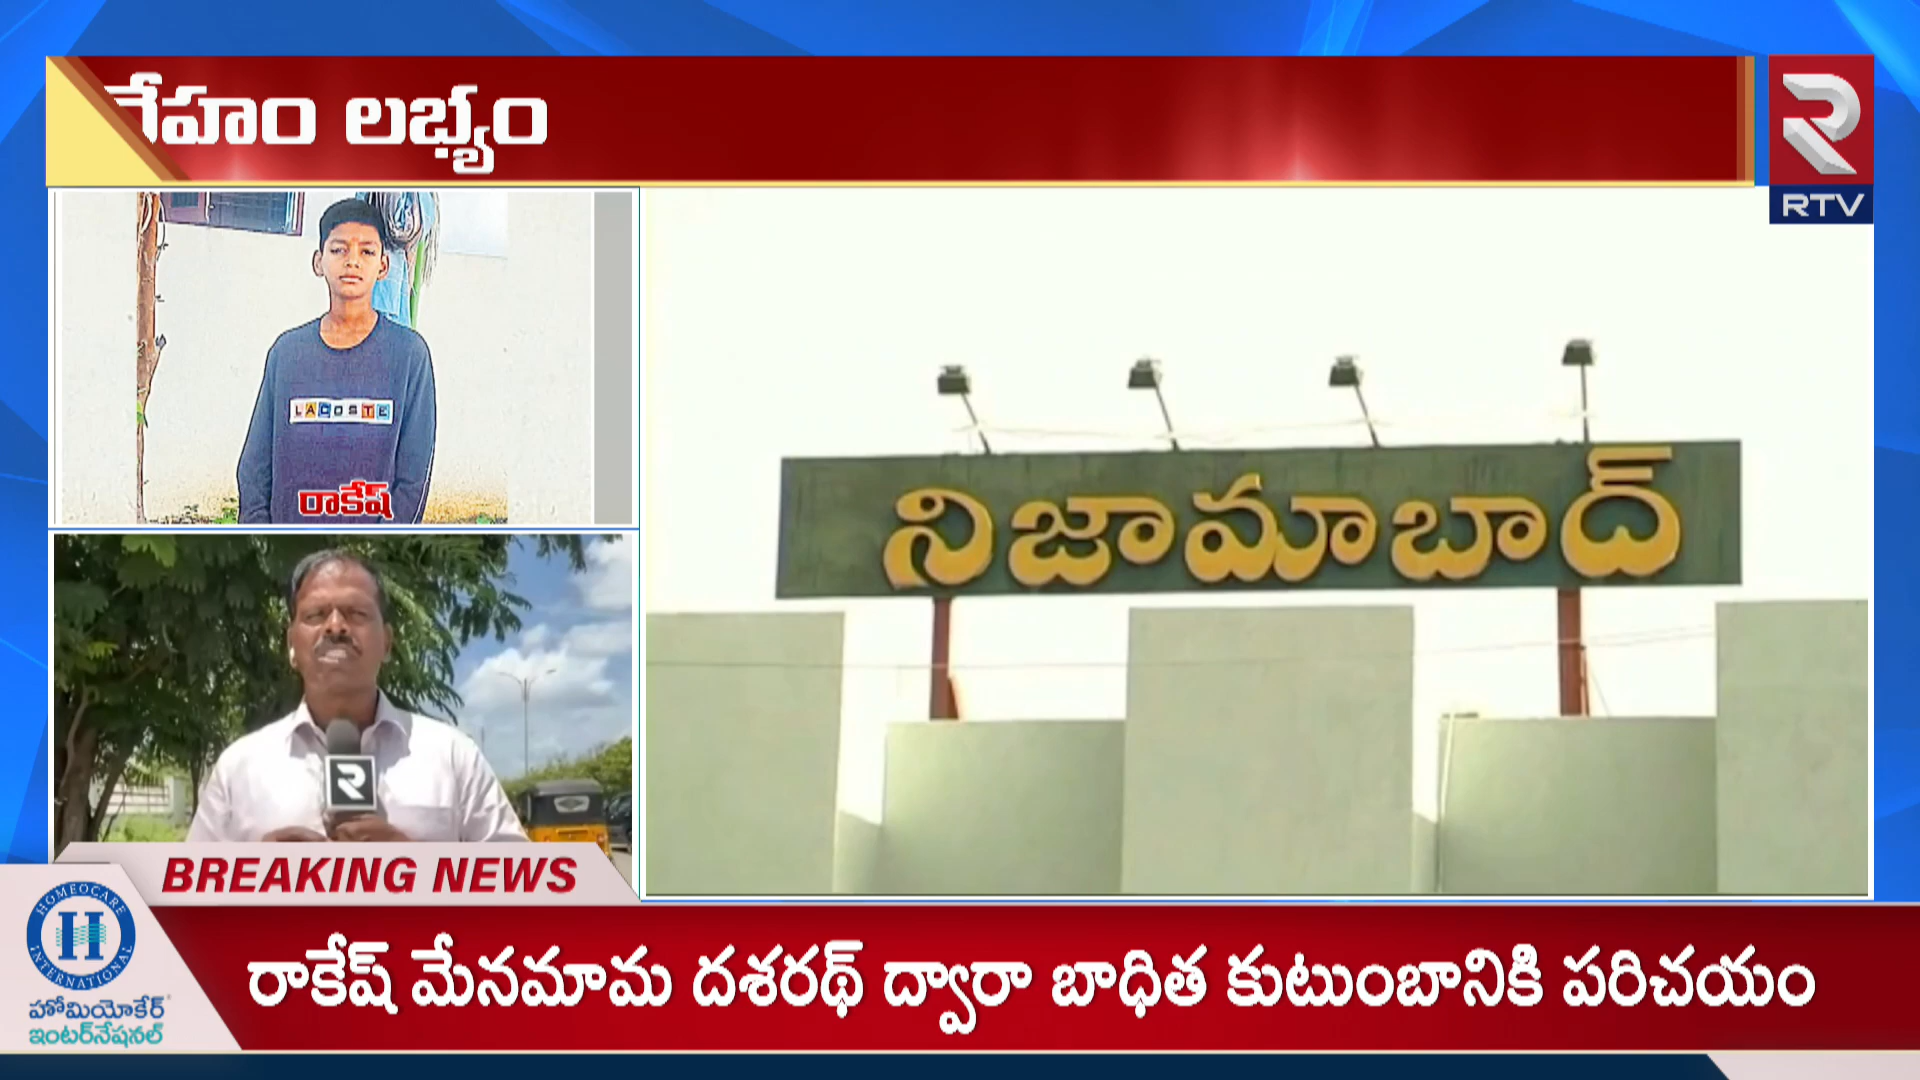 హం లభ్యం
RTV
LACOSTE
రాకేష్
నిజామాబాద్
R
BREAKING NEWS
HOMEOCARE
H
INTERNATIONAL
హోమియోకేర్
ఇంటర్‌నేషనల్
రాకేష్ మేనమామ దశరథ్ ద్వారా బాధిత కుటుంబానికి పరిచయం